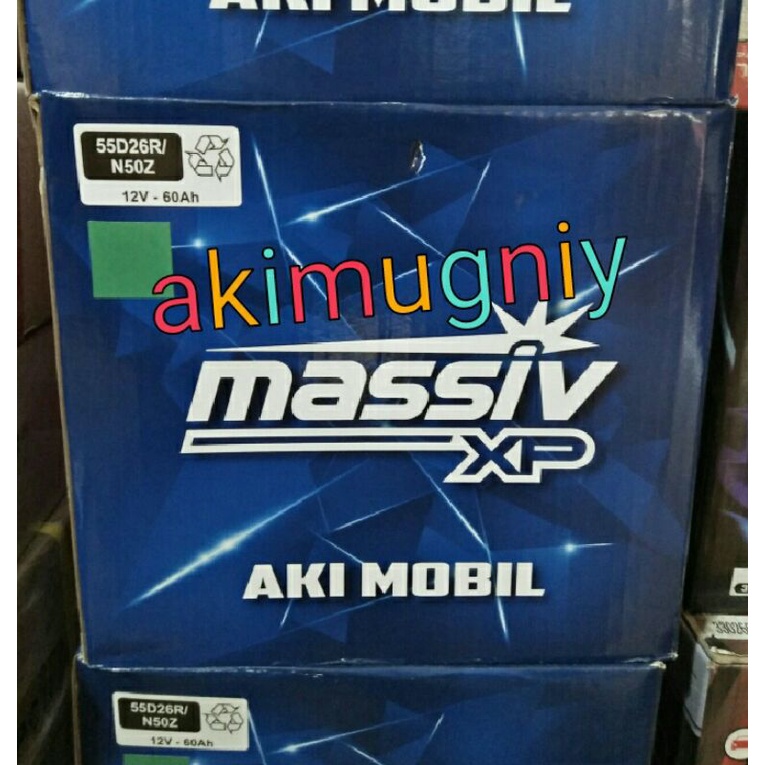 AKI MOBIL
55D26R/
N50Z
12V - 60Ah
akimugniy
massiv
XP
AKI MOBIL
55D26R/
N50Z
12V - 60Ah